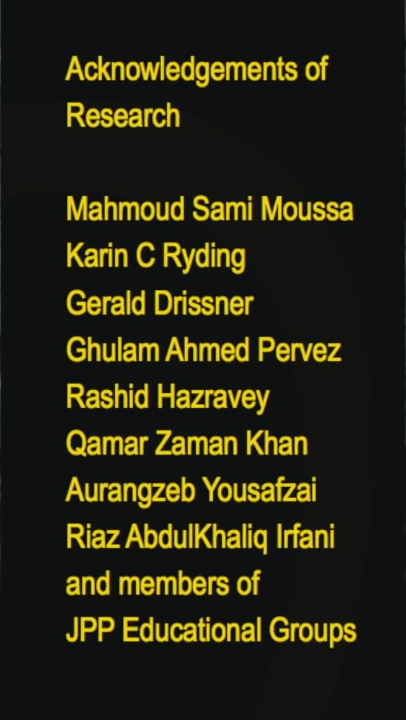 Acknowledgements of
Research
Mahmoud Sami Moussa
Karin C Ryding
Gerald Drissner
Ghulam Ahmed Pervez
Rashid Hazravey
Qamar Zaman Khan
Aurangzeb Yousafzai
Riaz AbdulKhaliq Irfani
and members of
JPP Educational Groups